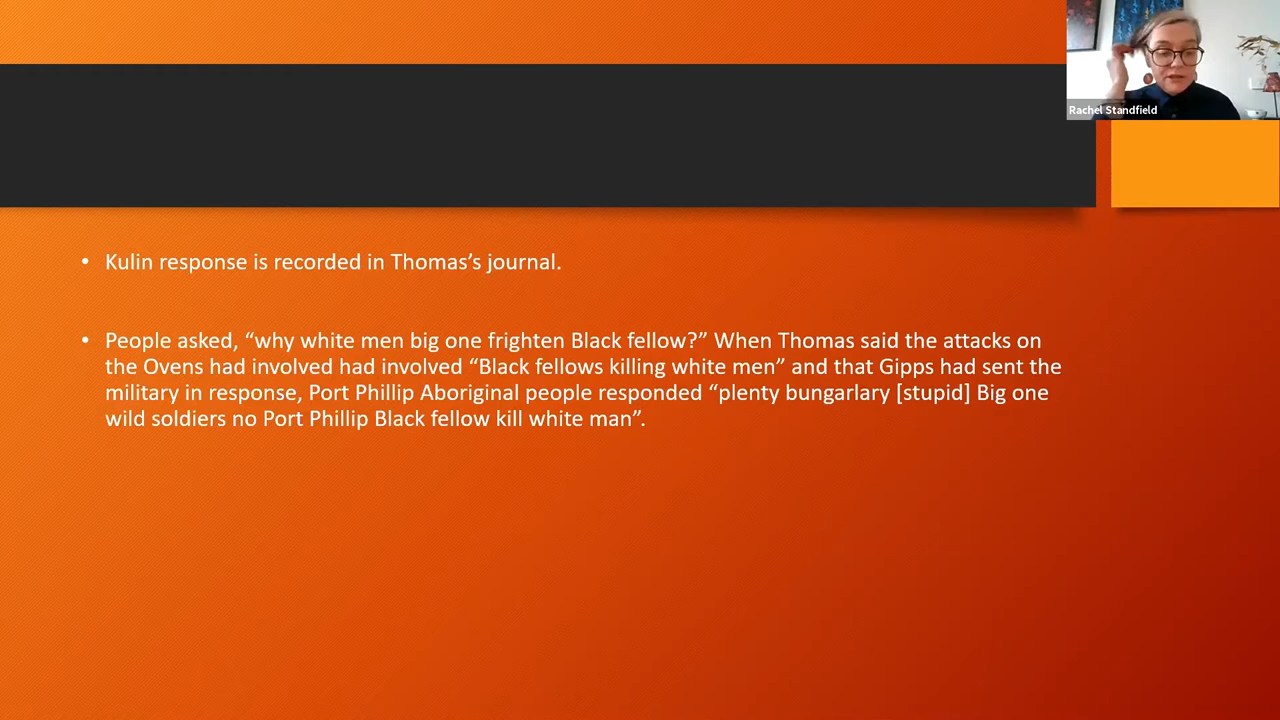 Rachel Standfield
• Kulin response is recorded in Thomas’s journal.
• People asked, “why white men big one frighten Black fellow?” When Thomas said the attacks on
the Ovens had involved had involved “Black fellows killing white men” and that Gipps had sent the
military in response, Port Phillip Aboriginal people responded “plenty bungarlary [stupid] Big one
wild soldiers no Port Phillip Black fellow kill white man”.